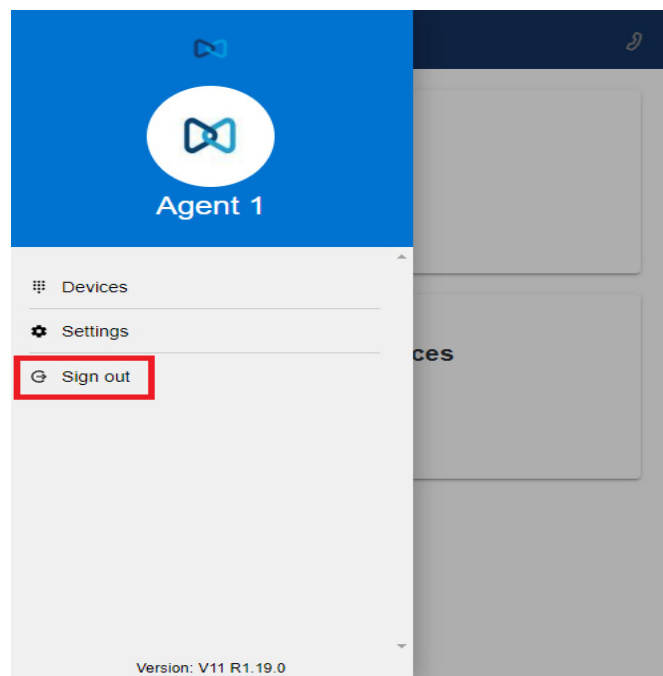 Agent 1
Devices
Settings
ces
Sign out
Version: V11 R1.19.0